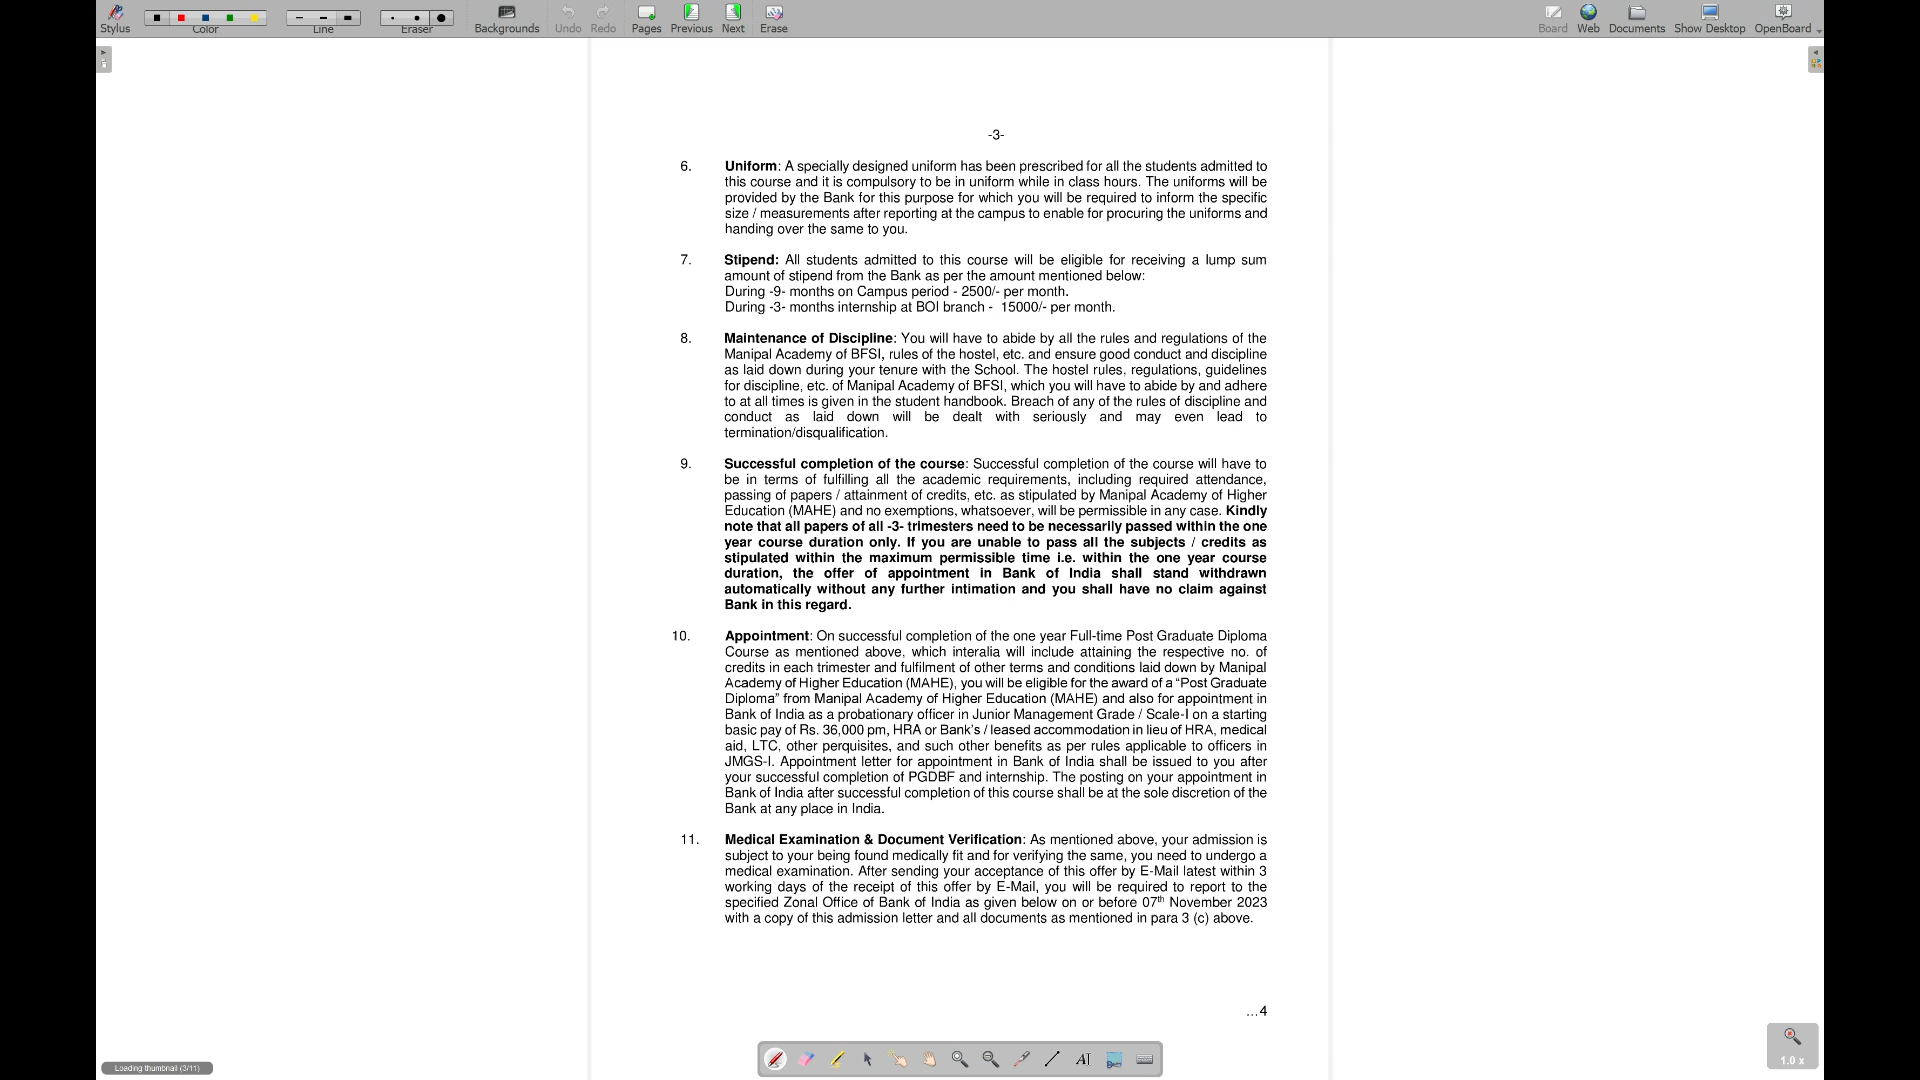 Stylus
Color
Line
Eraser
Backgrounds
Undo
Redo
Pages
Previous
Next
Erase
Board
Web
Documents
Show Desktop
OpenBoard
-3-
6. Uniform: A specially designed uniform has been prescribed for all the students admitted to
this course and it is compulsory to be in uniform while in class hours. The uniforms will be
provided by the Bank for this purpose for which you will be required to inform the specific
size / measurements after reporting at the campus to enable for procuring the uniforms and
handing over the same to you.
7. Stipend: All students admitted to this course will be eligible for receiving a lump sum
amount of stipend from the Bank as per the amount mentioned below:
During -9- months on Campus period - 2500/- per month.
During -3- months internship at BOI branch - 15000/- per month.
8. Maintenance of Discipline: You will have to abide by all the rules and regulations of the
Manipal Academy of BFSI, rules of the hostel, etc. and ensure good conduct and discipline
as laid down during your tenure with the School. The hostel rules, regulations, guidelines
for discipline, etc. of Manipal Academy of BFSI, which you will have to abide by and adhere
to at all times is given in the student handbook. Breach of any of the rules of discipline and
conduct as laid down will be dealt with seriously and may even lead to
termination/disqualification.
9. Successful completion of the course: Successful completion of the course will have to
be in terms of fulfilling all the academic requirements, including required attendance,
passing of papers / attainment of credits, etc. as stipulated by Manipal Academy of Higher
Education (MAHE) and no exemptions, whatsoever, will be permissible in any case. Kindly
note that all papers of all -3- trimesters need to be necessarily passed within the one
year course duration only. If you are unable to pass all the subjects / credits as
stipulated within the maximum permissible time i.e. within the one year course
duration, the offer of appointment in Bank of India shall stand withdrawn
automatically without any further intimation and you shall have no claim against
Bank in this regard.
10. Appointment: On successful completion of the one year Full-time Post Graduate Diploma
Course as mentioned above, which interalia will include attaining the respective no. of
credits in each trimester and fulfilment of other terms and conditions laid down by Manipal
Academy of Higher Education (MAHE), you will be eligible for the award of a “Post Graduate
Diploma” from Manipal Academy of Higher Education (MAHE) and also for appointment in
Bank of India as a probationary officer in Junior Management Grade / Scale-I on a starting
basic pay of Rs. 36,000 pm, HRA or Bank's / leased accommodation in lieu of HRA, medical
aid, LTC, other perquisites, and such other benefits as per rules applicable to officers in
JMGS-I. Appointment letter for appointment in Bank of India shall be issued to you after
your successful completion of PGDBF and internship. The posting on your appointment in
Bank of India after successful completion of this course shall be at the sole discretion of the
Bank at any place in India.
11. Medical Examination & Document Verification: As mentioned above, your admission is
subject to your being found medically fit and for verifying the same, you need to undergo a
medical examination. After sending your acceptance of this offer by E-Mail latest within 3
working days of the receipt of this offer by E-Mail, you will be required to report to the
specified Zonal Office of Bank of India as given below on or before 07th November 2023
with a copy of this admission letter and all documents as mentioned in para 3 (c) above.
...4
1.0 x
Loading thumbnail (3/11)